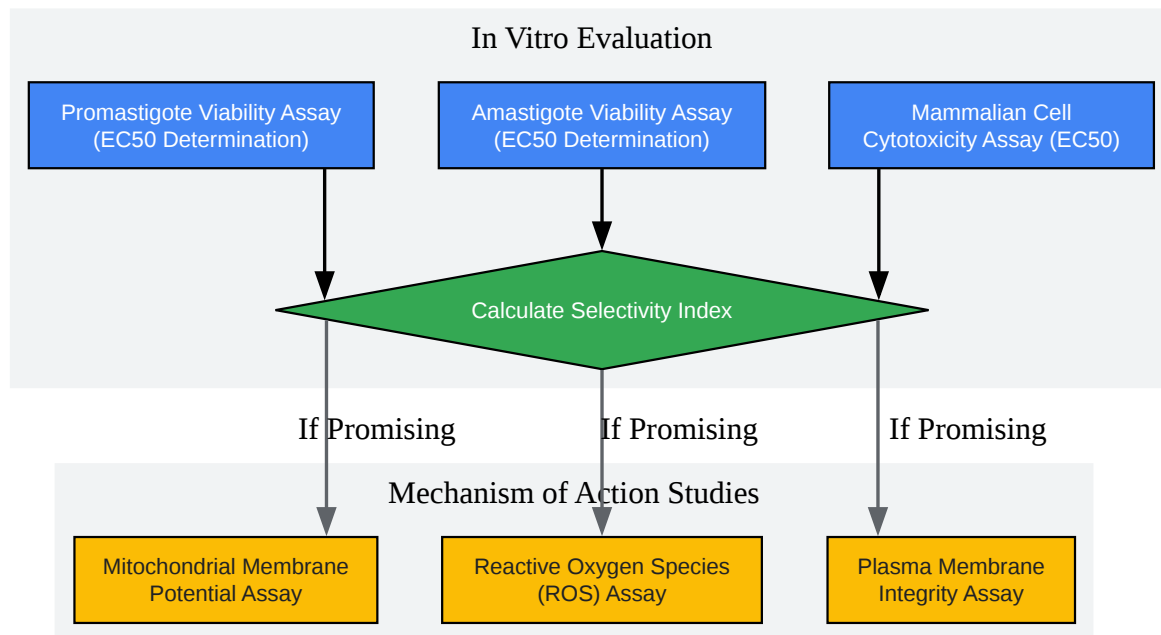 In Vitro Evaluation
Promastigote Viability Assay
(EC50 Determination)
Amastigote Viability Assay
(EC50 Determination)
Mammalian Cell
Cytotoxicity Assay (EC50)
Calculate Selectivity Index
If Promising
If Promising
If Promising
Mechanism of Action Studies
Mitochondrial Membrane
Potential Assay
Reactive Oxygen Species
(ROS) Assay
Plasma Membrane
Integrity Assay